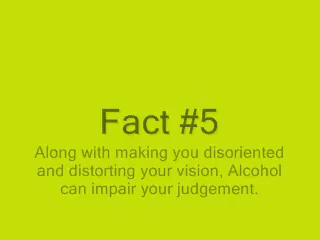 Fact #5
Along with making you disoriented
and distorting your vision, Alcohol
can impair your judgement.